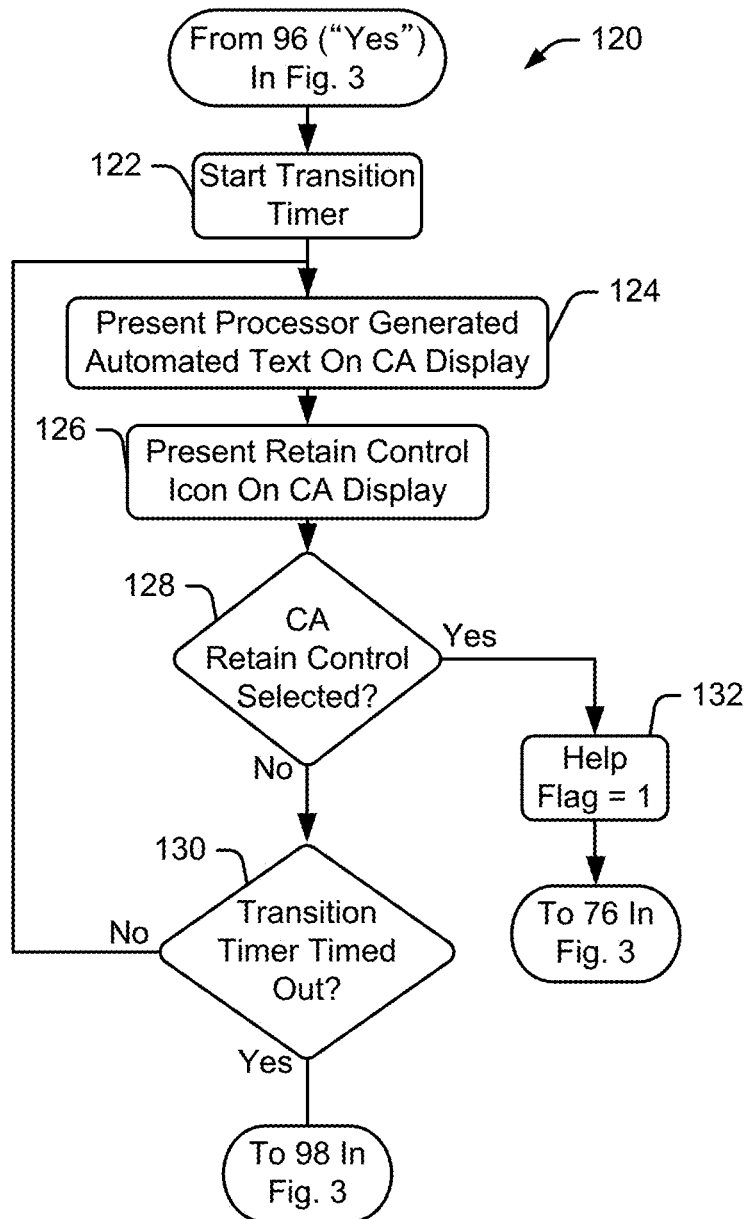 From 96 (“Yes”)
In Fig. 3
120
122
Start Transition
Timer
124
Present Processor Generated
Automated Text On CA Display
126
Present Retain Control
Icon On CA Display
128
CA
Retain Control
Selected?
Yes
132
Help
Flag = 1
No
To 76 In
Fig. 3
130
Transition
Timer Timed
Out?
No
Yes
To 98 In
Fig. 3